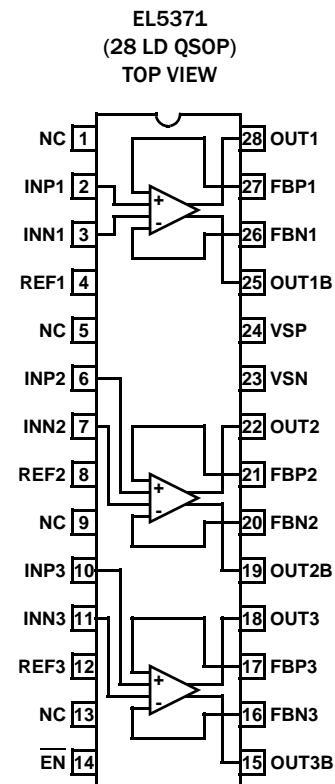 EL5371
(28 LD QSOP)
TOP VIEW
NC 1
28 OUT1
INP1 2
27 FBP1
INN1 3
26 FBN1
REF1 4
25 OUT1B
NC 5
24 VSP
INP2 6
23 VSN
INN2 7
22 OUT2
REF2 8
21 FBP2
NC 9
20 FBN2
INP3 10
19 OUT2B
INN3 11
18 OUT3
REF3 12
17 FBP3
NC 13
16 FBN3
EN 14
15 OUT3B
+
-
+
-
+
-